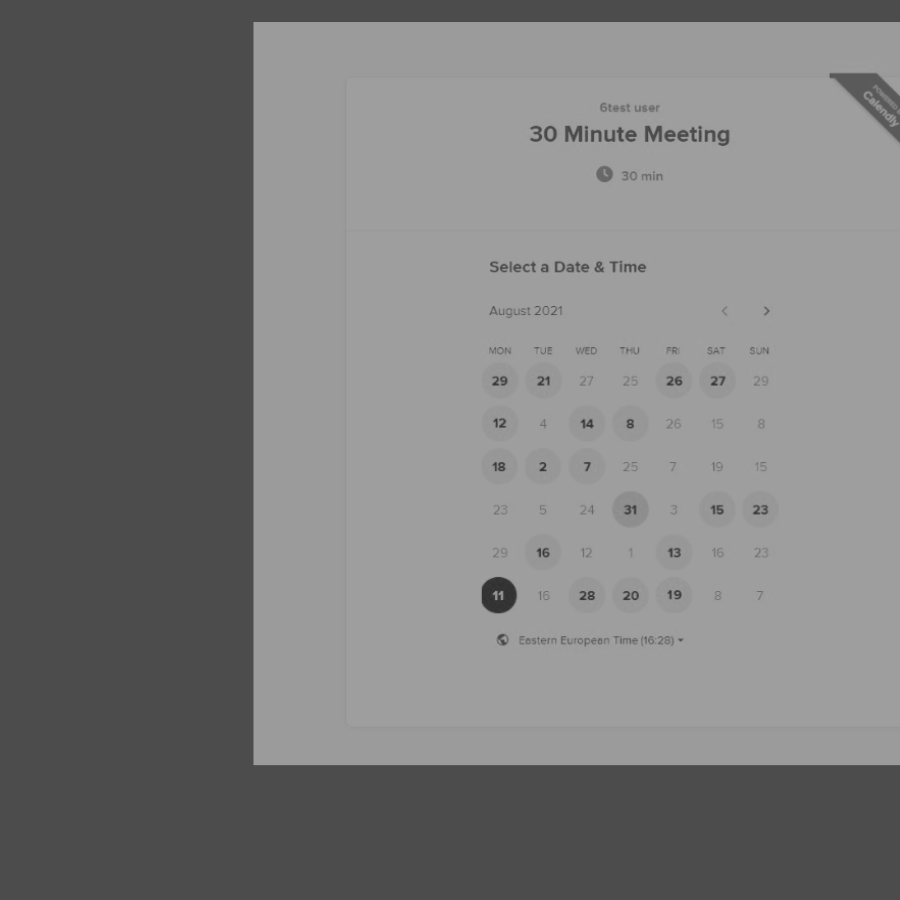 6test user
30 Minute Meeting
30 min
POWERED
Calendly
Select a Date & Time
August 2021
MON TUE WED THU FRI SAT SUN
29 21 27 25 26 27 29
12 4 14 8 26 15 8
18 2 7 25 7 19 15
23 5 24 31 3 15 23
29 16 12 1 13 16 23
11 16 28 20 19 8 7
Eastern European Time (16:28)